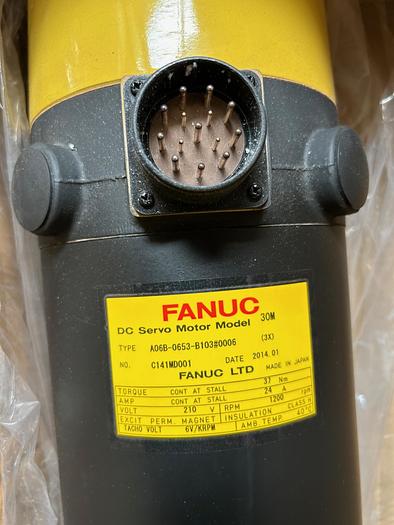 FANUC
DC Servo Motor Model 30M
TYPE A06B-0653-B103#0006 (3X)
NO. C141MD001 DATE 2014.01
FANUC LTD MADE IN JAPAN
TORQUE CONT AT STALL 37 Nm
AMP CONT AT STALL 24 A
VOLT 210 V RPM 1200 rpm
EXCIT PERM. MAGNET INSULATION CLASS H
TACHO VOLT 6V/KRPM AMB. TEMP. 40°C